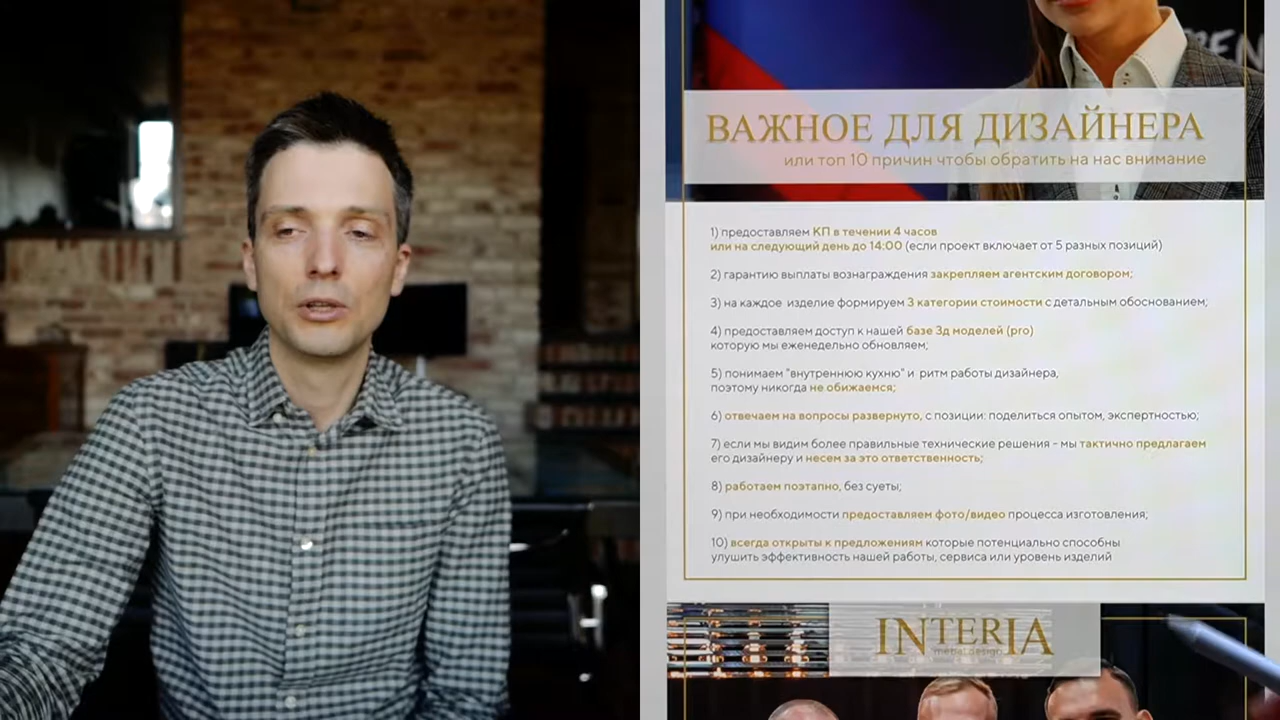 REN
ВАЖНОЕ ДЛЯ ДИЗАЙНЕРА
или топ 10 причин чтобы обратить на нас внимание
1) предоставляем КП в течении 4 часов
или на следующий день до 14:00 (если проект включает от 5 разных позиций)
2) гарантию выплаты вознаграждения закрепляем агентским договором;
3) на каждое изделие формируем 3 категории стоимости с детальным обоснованием;
4) предоставляем доступ к нашей базе 3д моделей (pro)
которую мы еженедельно обновляем;
5) понимаем "внутреннюю кухню" и ритм работы дизайнера,
поэтому никогда не обижаемся;
6) отвечаем на вопросы развернуто, с позиции: поделиться опытом, экспертностью;
7) если мы видим более правильные технические решения - мы тактично предлагаем
его дизайнеру и несем за это ответственность;
8) работаем поэтапно, без суеты;
9) при необходимости предоставляем фото/видео процесса изготовления;
10) всегда открыты к предложениям которые потенциально способны
улушить эффективность нашей работы, сервиса или уровень изделий
INTERIA
mebel design